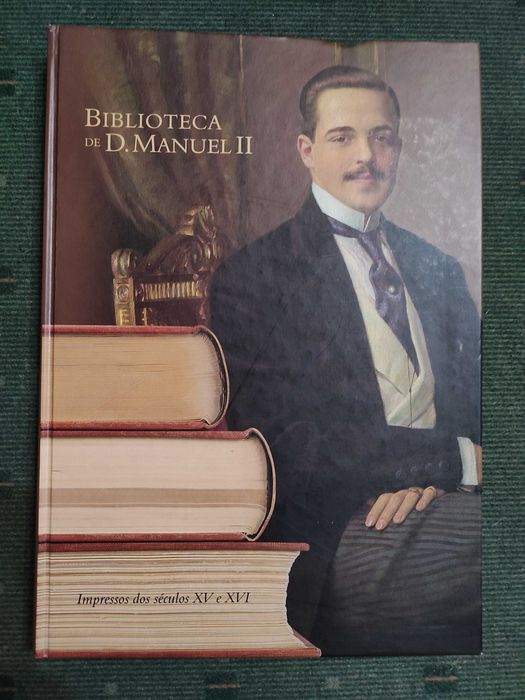 BIBLIOTECA
DE D. MANUEL II
Impressos dos séculos XV e XVI